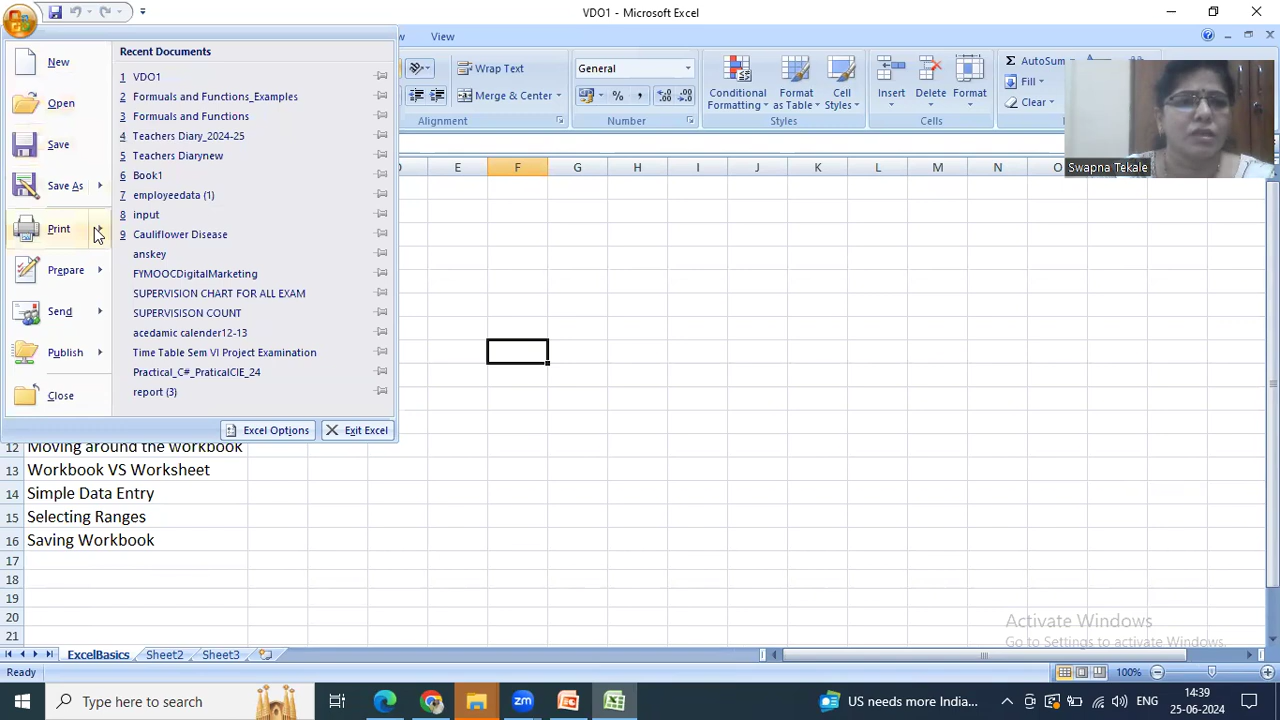 VDO1 - Microsoft Excel
View
Recent Documents
New
Open
Save
Save As
Print
Prepare
Send
Publish
Close
1 VDO1
2 Formuals and Functions_Examples
3 Formuals and Functions
4 Teachers Diary_2024-25
5 Teachers Diarynew
6 Book1
7 employeedata (1)
8 input
9 Cauliflower Disease
anskey
FYMOOCDigitalMarketing
SUPERVISION CHART FOR ALL EXAM
SUPERVISISON COUNT
acedamic calender12-13
Time Table Sem VI Project Examination
Practical_C#_PraticalCIE_24
report (3)
Excel Options
Exit Excel
Wrap Text
Merge & Center
Alignment
General
%
,
Number
Conditional Formatting
Format as Table
Cell Styles
Styles
Insert
Delete
Format
Cells
AutoSum
Fill
Clear
Swapna Tekale
E F G H I J K L M N O
12 Moving around the workbook
13 Workbook VS Worksheet
14 Simple Data Entry
15 Selecting Ranges
16 Saving Workbook
17
18
19
20
21
Activate Windows
Go to Settings to activate Windows.
ExcelBasics Sheet2 Sheet3
Ready
100%
Type here to search
zm
US needs more India...
ENG
14:39
25-06-2024